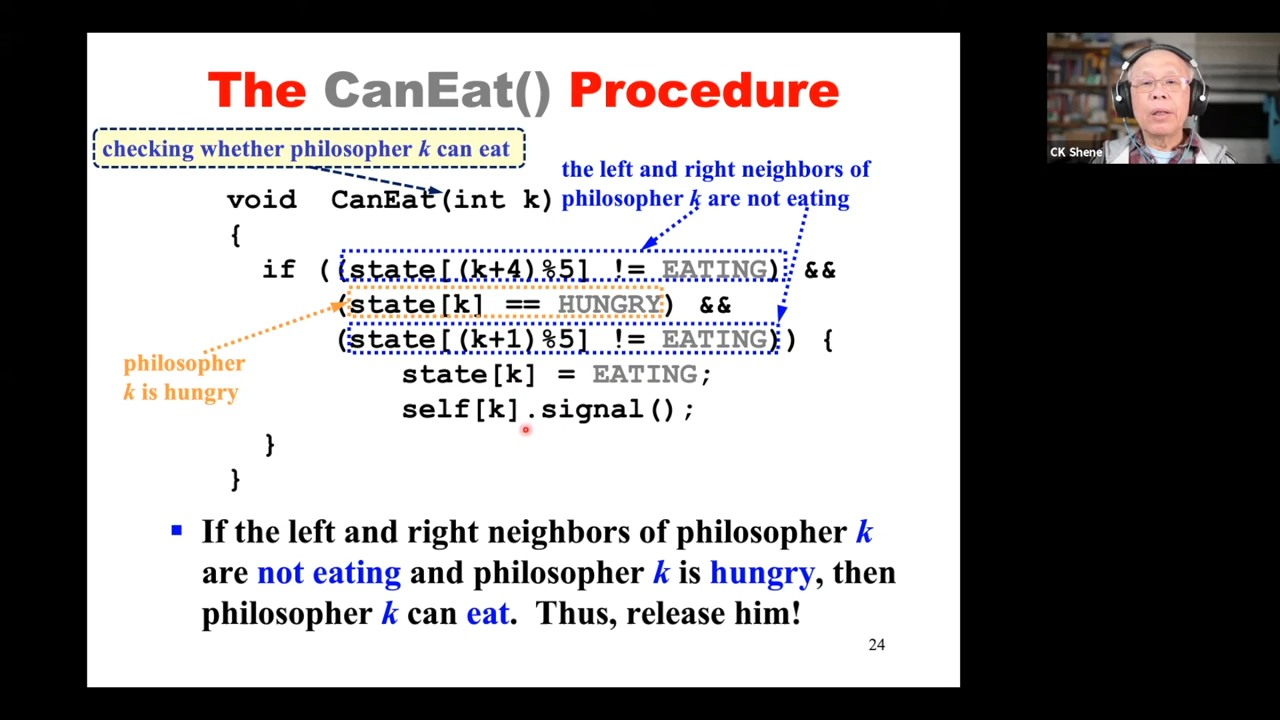 The CanEat() Procedure
checking whether philosopher k can eat
the left and right neighbors of
philosopher k are not eating
void CanEat(int k)
{
if ((state[(k+4)%5] != EATING) &&
(state[k] == HUNGRY) &&
(state[(k+1)%5] != EATING)) {
philosopher
k is hungry
state[k] = EATING;
self[k].signal();
}
}
If the left and right neighbors of philosopher k
are not eating and philosopher k is hungry, then
philosopher k can eat. Thus, release him!
24
CK Shene